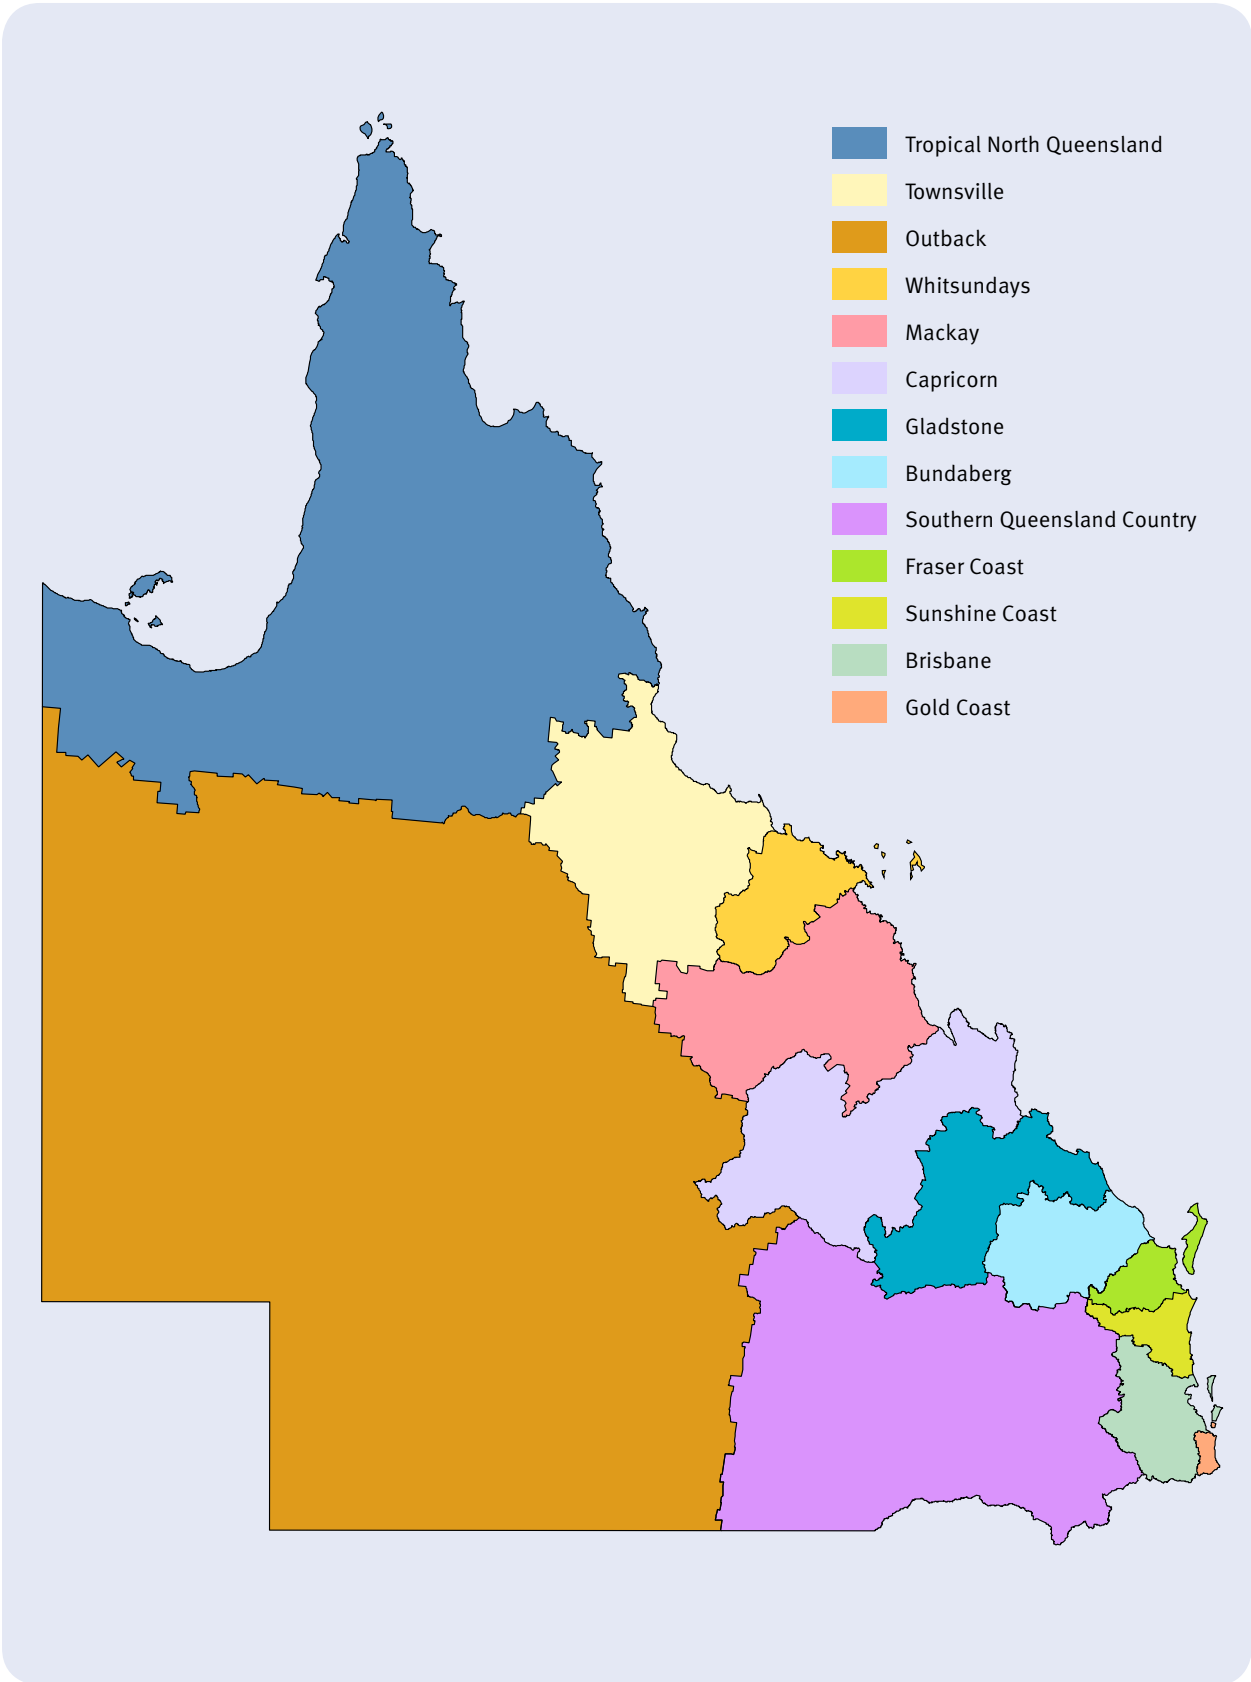 Tropical North Queensland
Townsville
Outback
Whitsundays
Mackay
Capricorn
Gladstone
Bundaberg
Southern Queensland Country
Fraser Coast
Sunshine Coast
Brisbane
Gold Coast